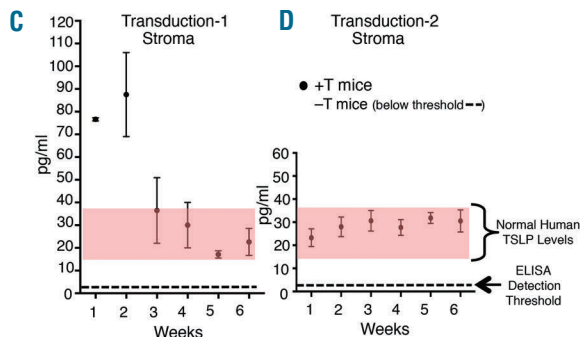 C
Transduction-1
Stroma
120
110
100
90
80
70
60
50
40
30
20
10
0
pg/ml
1 2 3 4 5 6
Weeks
D
Transduction-2
Stroma
+T mice
–T mice (below threshold ---)
60
50
40
30
20
10
0
pg/ml
1 2 3 4 5 6
Weeks
Normal Human
TSLP Levels
ELISA
Detection
Threshold